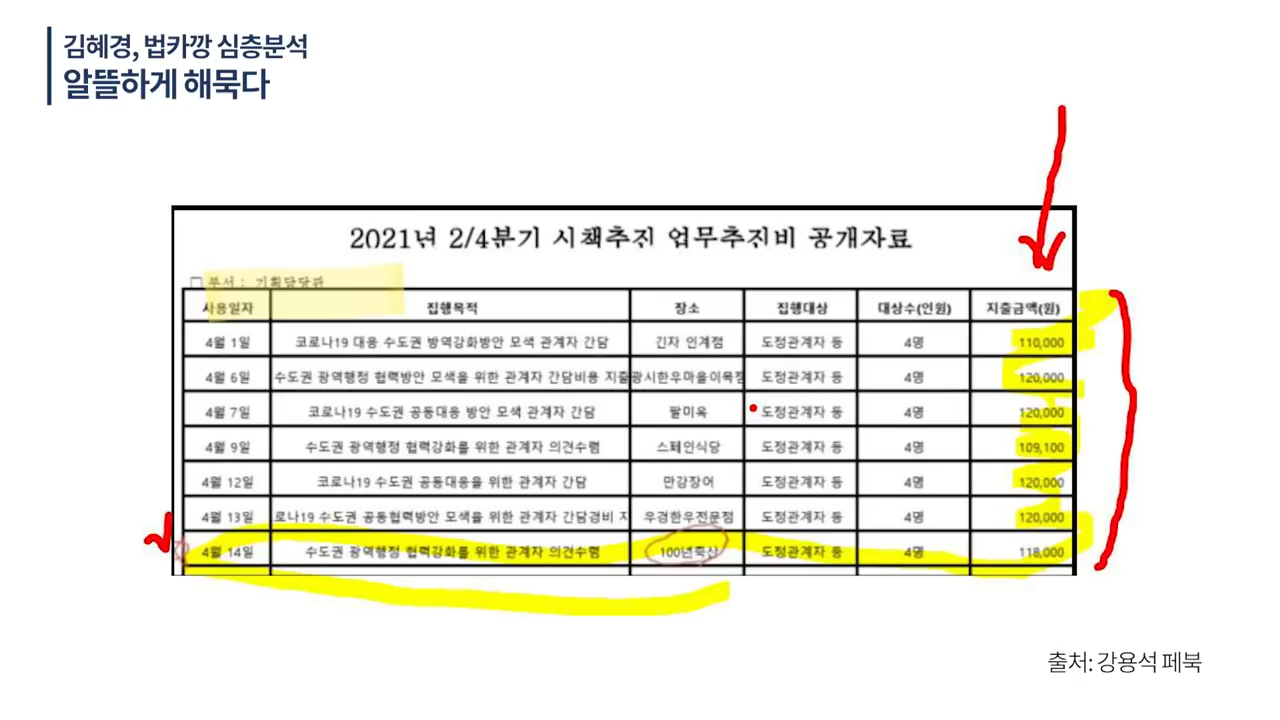 김혜경, 법카깡 심층분석
알뜰하게 해묵다
2021년 2/4분기 시책추진 업무추진비 공개자료
□ 부서 : 기획담당관
사용일자 집행목적 장소 집행대상 대상수(인원) 지출금액(원)
4월 1일 코로나19 대응 수도권 방역강화방안 모색 관계자 간담 긴자 인계점 도정관계자 등 4명 110,000
4월 6일 수도권 광역행정 협력방안 모색을 위한 관계자 간담비용 지출 광시한우마을이목점 도정관계자 등 4명 120,000
4월 7일 코로나19 수도권 공동대응 방안 모색 관계자 간담 팔미옥 도정관계자 등 4명 120,000
4월 9일 수도권 광역행정 협력강화를 위한 관계자 의견수렴 스페인식당 도정관계자 등 4명 109,100
4월 12일 코로나19 수도권 공동대응을 위한 관계자 간담 만강장어 도정관계자 등 4명 120,000
4월 13일 로나19 수도권 공동협력방안 모색을 위한 관계자 간담경비 지 우경한우전문점 도정관계자 등 4명 120,000
4월 14일 수도권 광역행정 협력강화를 위한 관계자 의견수렴 100년축산 도정관계자 등 4명 118,000
출처: 강용석 페북